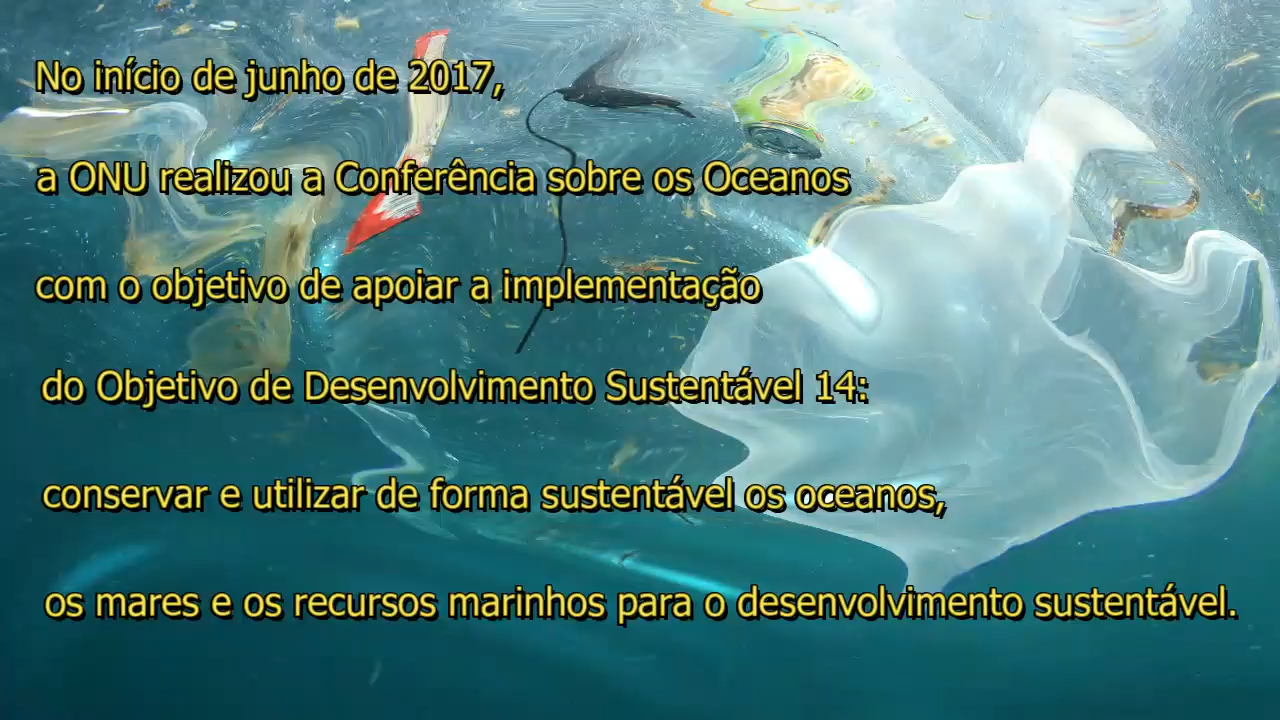 No início de junho de 2017,
a ONU realizou a Conferência sobre os Oceanos
com o objetivo de apoiar a implementação
do Objetivo de Desenvolvimento Sustentável 14:
conservar e utilizar de forma sustentável os oceanos,
os mares e os recursos marinhos para o desenvolvimento sustentável.